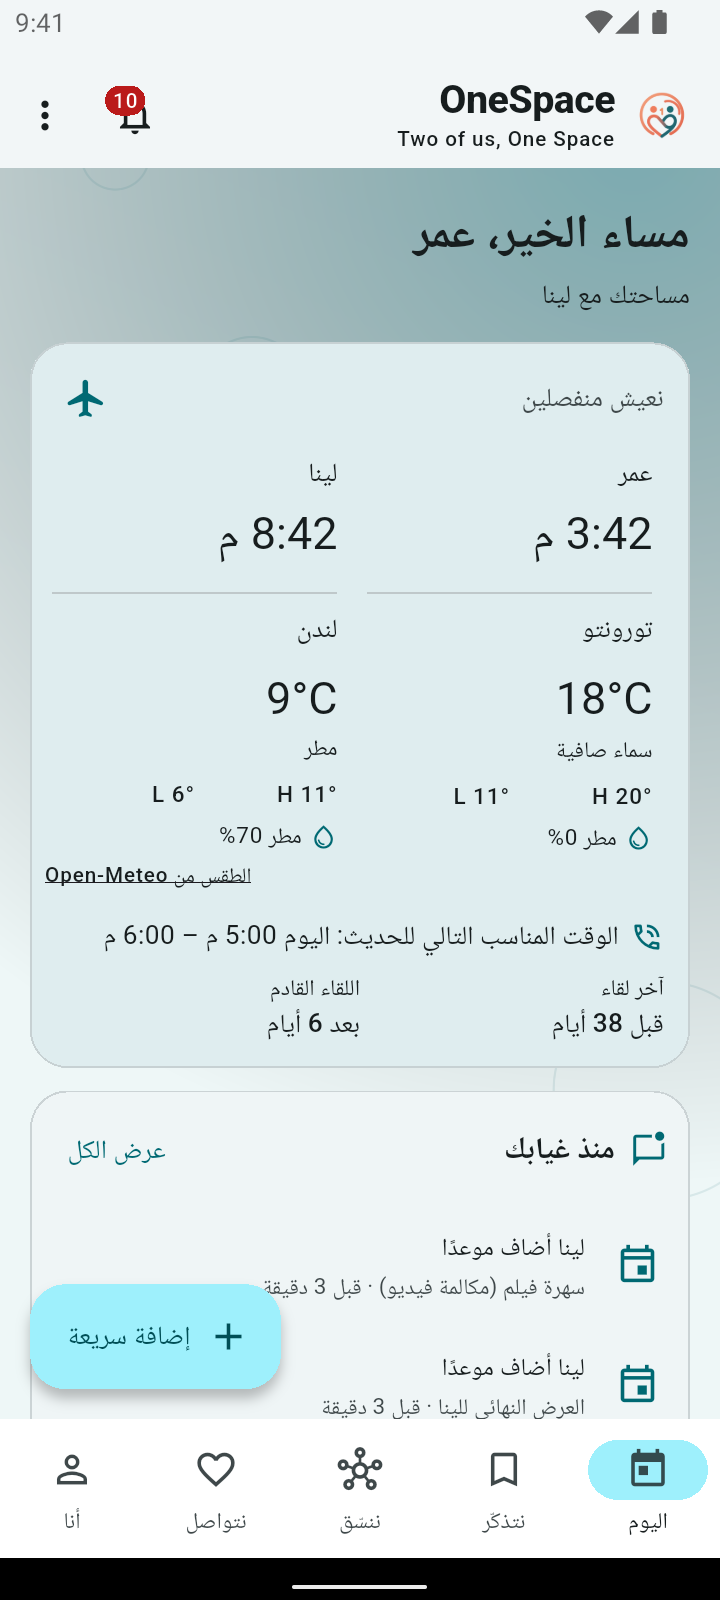 9:41
10
OneSpace
Two of us, One Space
مساء الخير، عمر
مساحتك مع لينا
نعيش منفصلين
عمر
3:42 م
تورونتو
18°C
سماء صافية
H 20° L 11°
مطر 0%
لينا
8:42 م
لندن
9°C
مطر
H 11° L 6°
مطر 70%
الطقس من Open-Meteo
الوقت المناسب التالي للحديث: اليوم 5:00 م – 6:00 م
آخر لقاء
قبل 38 أيام
اللقاء القادم
بعد 6 أيام
منذ غيابك
عرض الكل
لينا أضاف موعدًا
سهرة فيلم (مكالمة فيديو) · قبل 3 دقيقة
لينا أضاف موعدًا
العرض النهائي للينا · قبل 3 دقيقة
إضافة سريعة
اليوم
نتذكّر
ننسّق
نتواصل
أنا